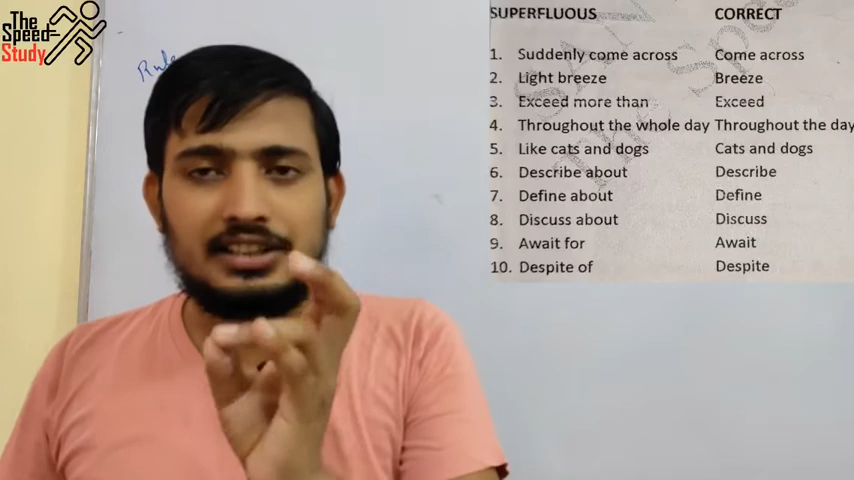 The
Speed
Study
Rule
SUPERFLUOUS CORRECT
1. Suddenly come across Come across
2. Light breeze Breeze
3. Exceed more than Exceed
4. Throughout the whole day Throughout the day
5. Like cats and dogs Cats and dogs
6. Describe about Describe
7. Define about Define
8. Discuss about Discuss
9. Await for Await
10. Despite of Despite